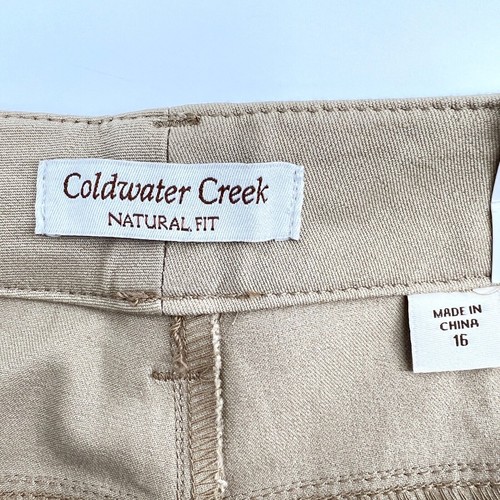 Coldwater Creek
NATURAL FIT
MADE IN
CHINA
16